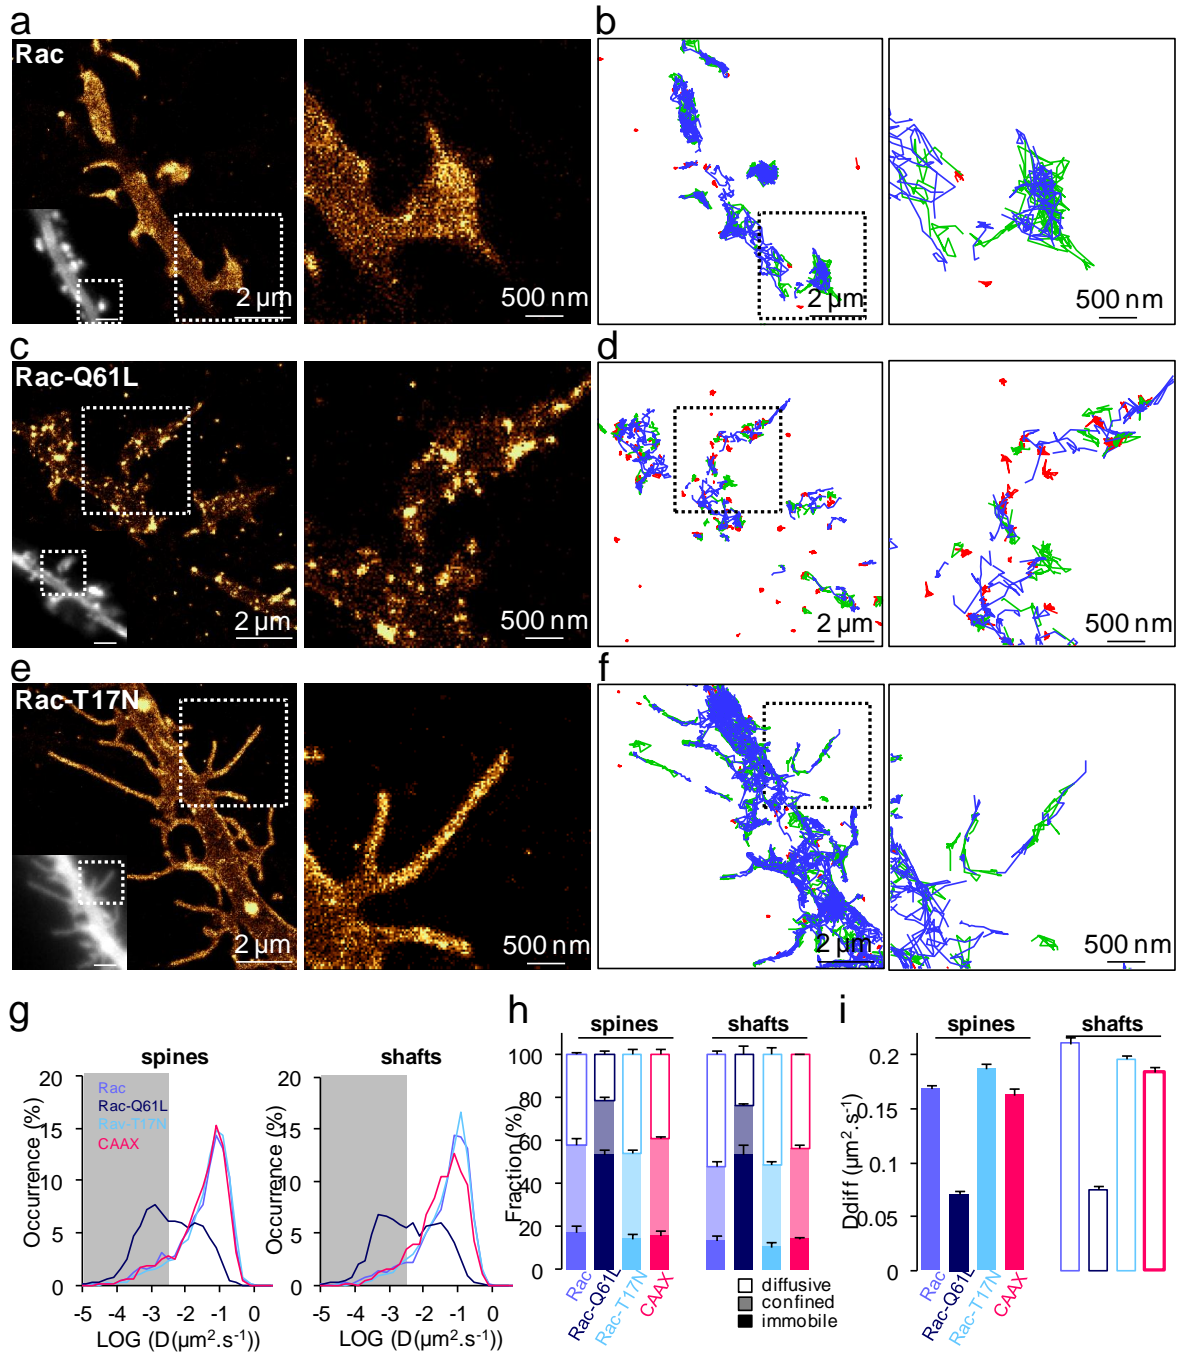 a
Rac
2 µm
500 nm
b
2 µm
500 nm
c
Rac-Q61L
2 µm
500 nm
d
2 µm
500 nm
e
Rac-T17N
2 µm
500 nm
f
2 µm
500 nm
g
spines
shafts
20
15
10
5
0
Occurrence (%)
Rac
Rac-Q61L
Rav-T17N
CAAX
-5 -4 -3 -2 -1 0
LOG (D(µm².s⁻¹))
20
15
10
5
0
Occurrence (%)
-5 -4 -3 -2 -1 0
LOG (D(µm².s⁻¹))
h
spines
shafts
100
80
60
40
20
0
Fraction (%)
Rac
Rac-Q61L
Rac-T17N
CAAX
diffusive
confined
immobile
i
spines
shafts
0.2
0.15
0.1
0.05
0
Ddiff (µm².s⁻¹)
Rac
Rac-Q61L
Rac-T17N
CAAX